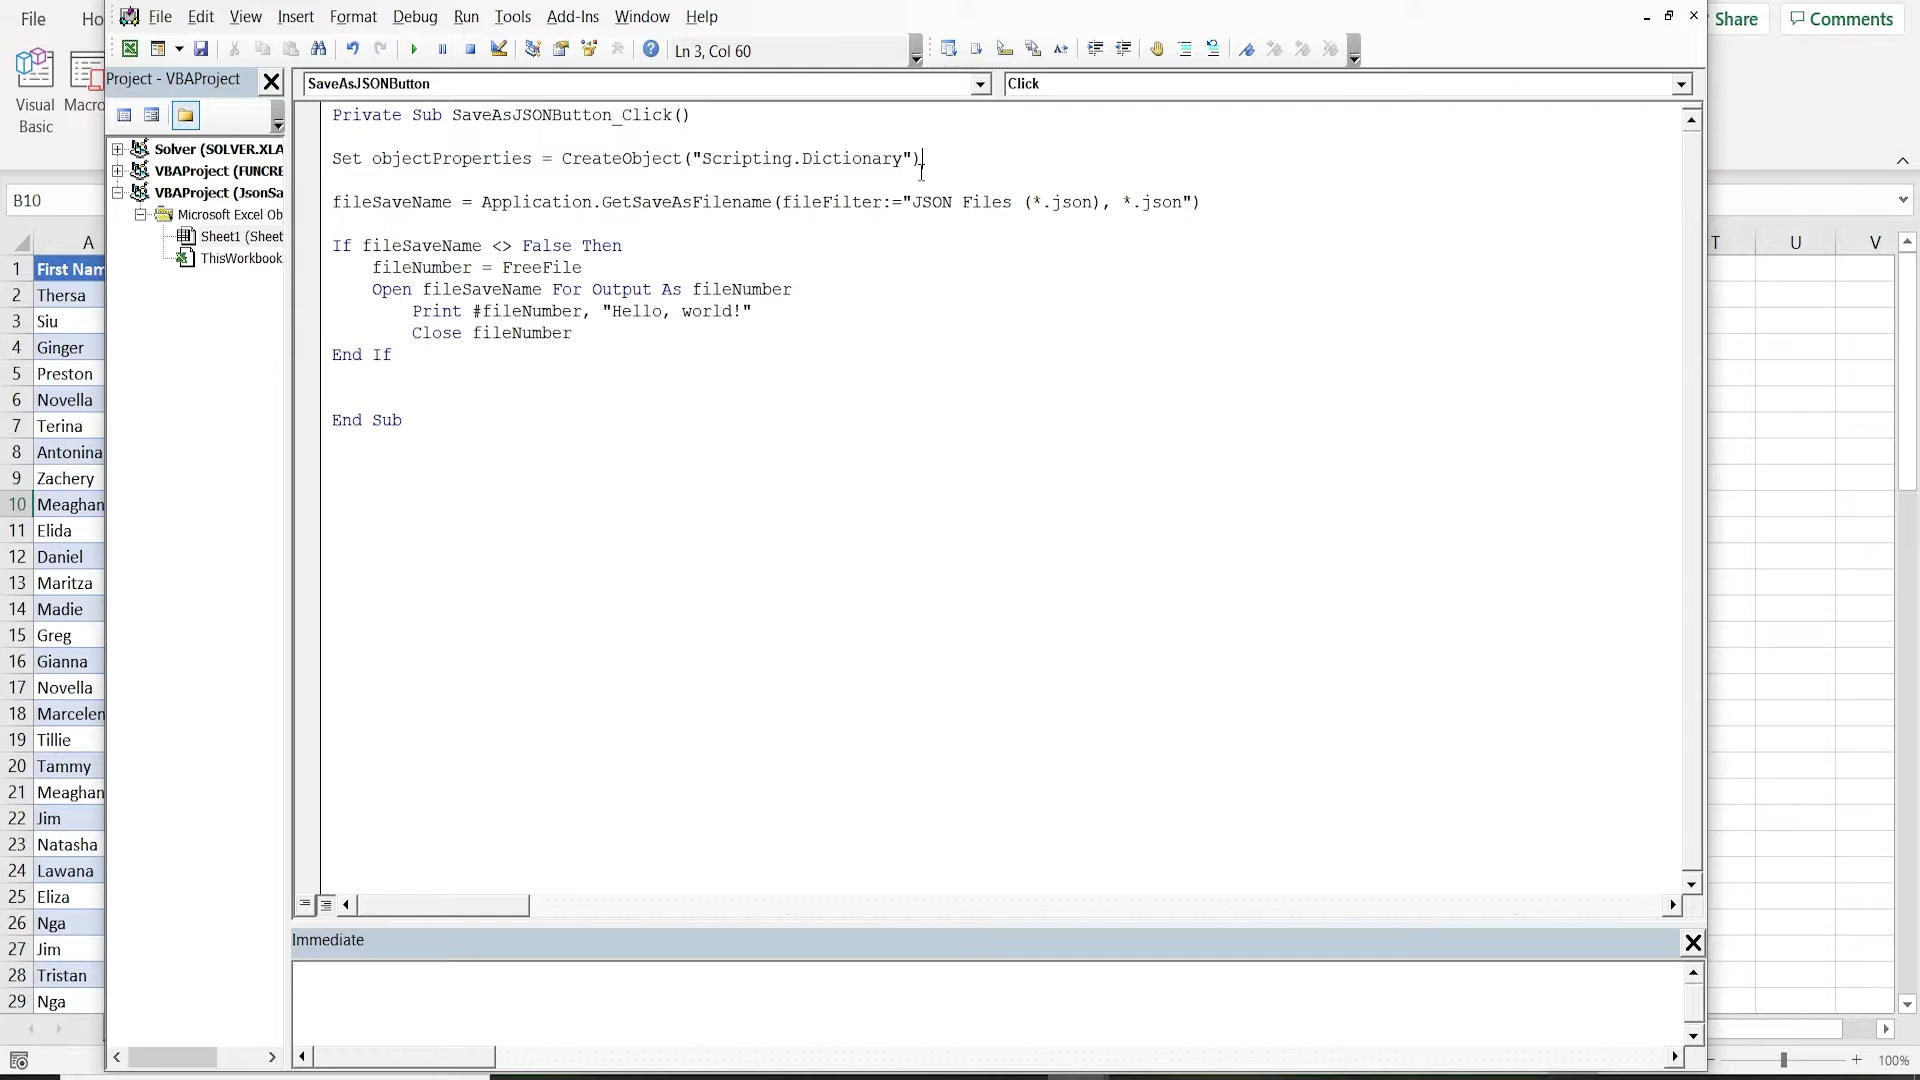 File
Ho
Visual
Basic
Macro
B10
A
1 First Nam
2 Thersa
3 Siu
4 Ginger
5 Preston
6 Novella
7 Terina
8 Antonina
9 Zachery
10 Meaghan
11 Elida
12 Daniel
13 Maritza
14 Madie
15 Greg
16 Gianna
17 Novella
18 Marcelen
19 Tillie
20 Tammy
21 Meaghan
22 Jim
23 Natasha
24 Lawana
25 Eliza
26 Nga
27 Jim
28 Tristan
29 Nga
File Edit View Insert Format Debug Run Tools Add-Ins Window Help
Ln 3, Col 60
Project - VBAProject
Solver (SOLVER.XLA
VBAProject (FUNCRE
VBAProject (JsonSa
Microsoft Excel Ob
Sheet1 (Sheet
ThisWorkbook
SaveAsJSONButton
Click
Private Sub SaveAsJSONButton_Click()
Set objectProperties = CreateObject("Scripting.Dictionary")
fileSaveName = Application.GetSaveAsFilename(fileFilter:="JSON Files (*.json), *.json")
If fileSaveName <> False Then
fileNumber = FreeFile
Open fileSaveName For Output As fileNumber
Print #fileNumber, "Hello, world!"
Close fileNumber
End If
End Sub
Immediate
Share
Comments
T U V
100%